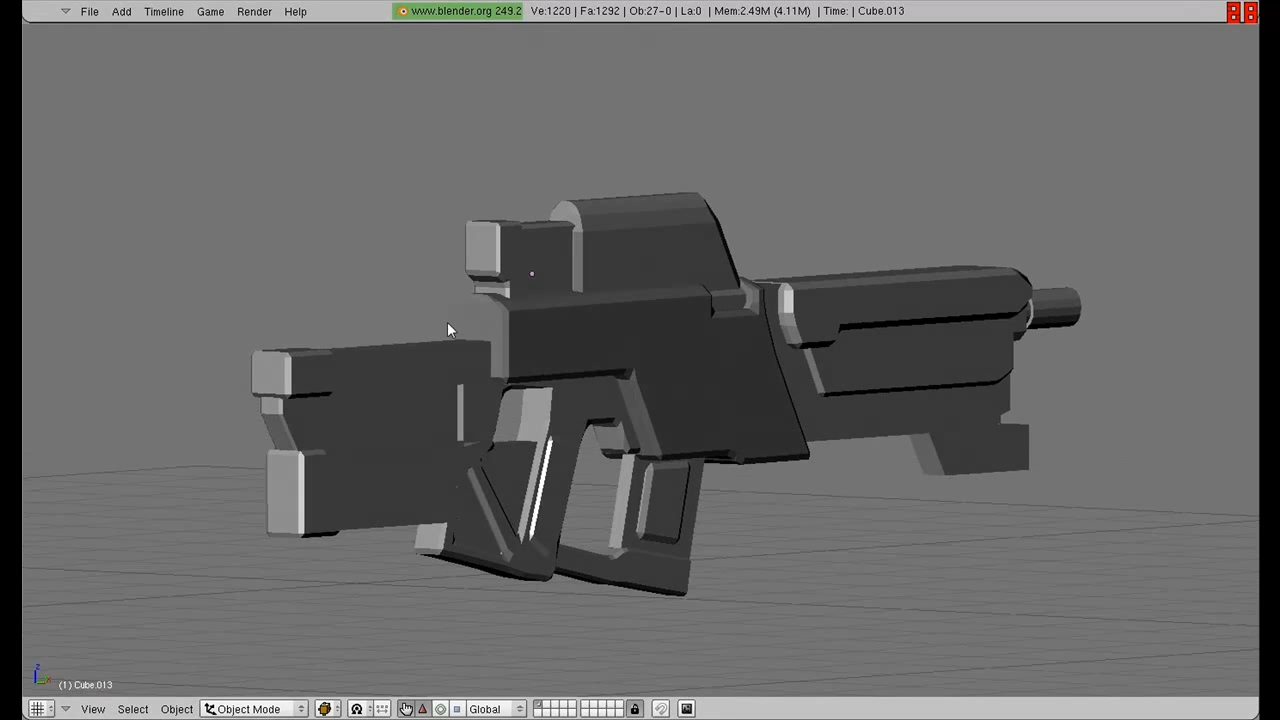 File Add Timeline Game Render Help www.blender.org 249.2 Ve:1220 | Fa:1292 | Ob:27-0 | La:0 | Mem:2.49M (4.11M) | Time: | Cube.013
z
(1) Cube.013
View Select Object Object Mode Global